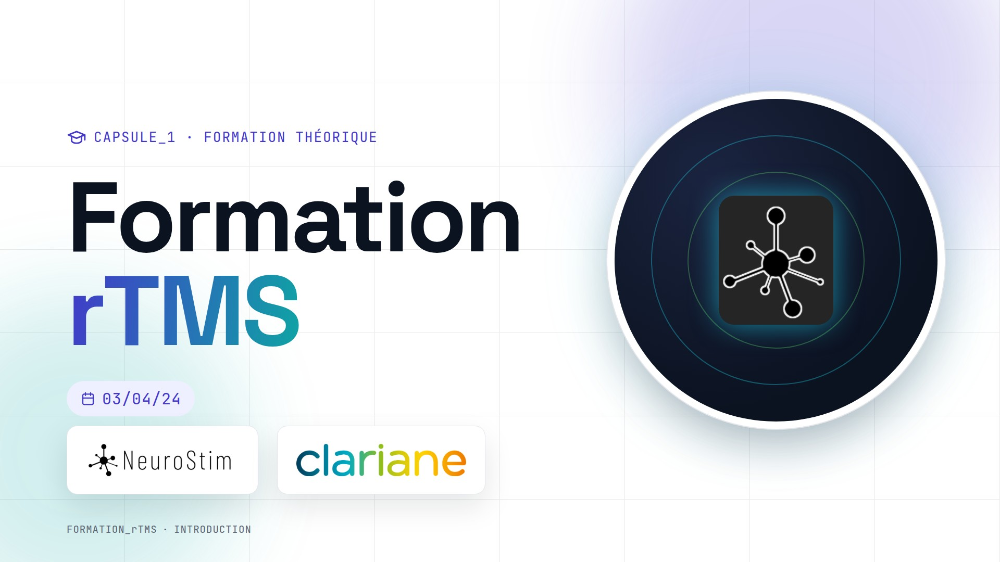 CAPSULE_1 · FORMATION THÉORIQUE
Formation
rTMS
03/04/24
NeuroStim
clariane
FORMATION_rTMS · INTRODUCTION